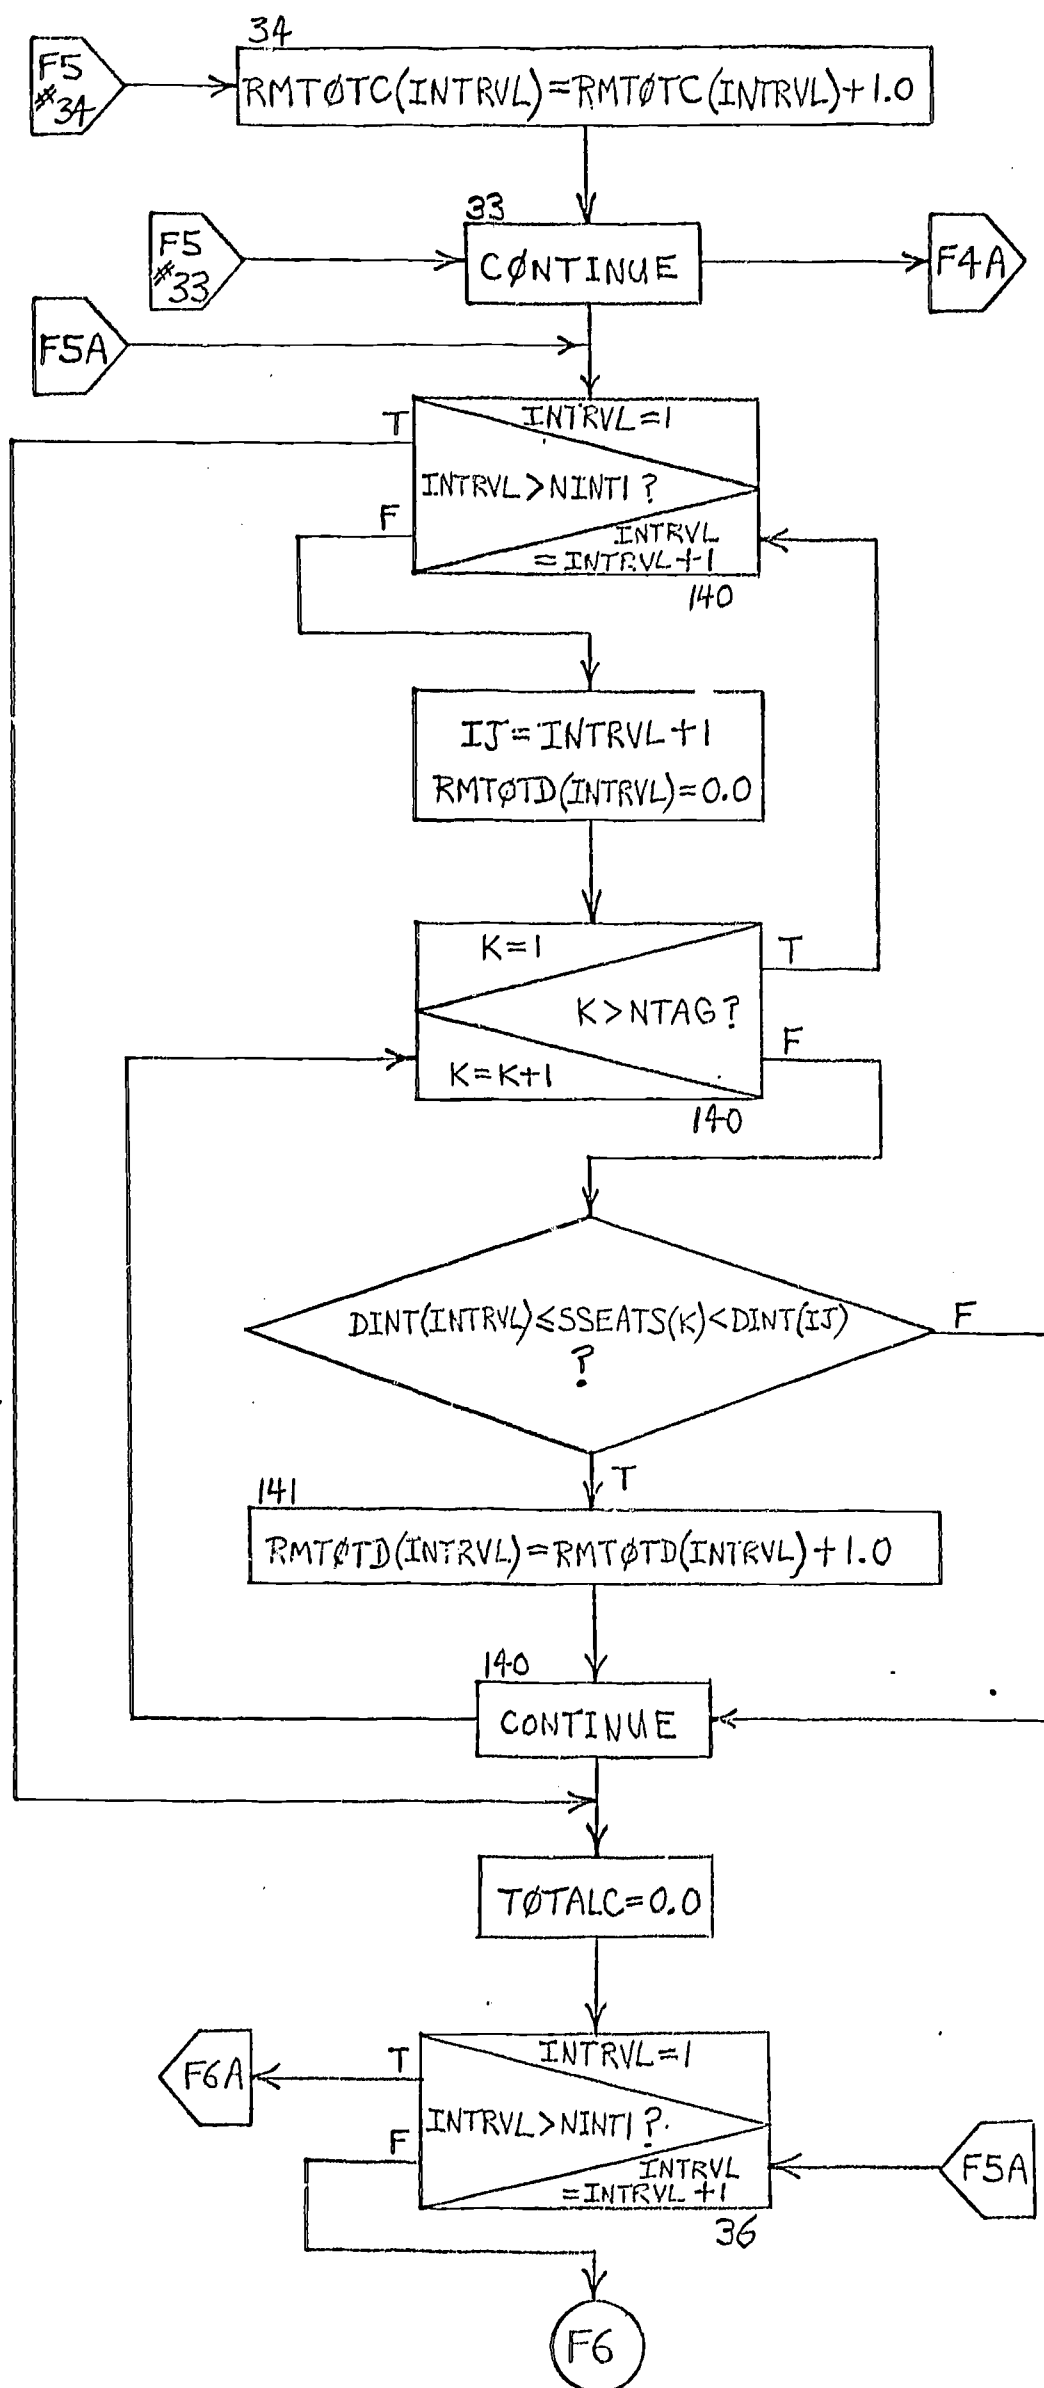 34
F5
#34
RMTØTC(INTRVL)=RMTØTC(INTRVL)+1.0
33
F5
#33
CØNTINUE
F4A
F5A
T
INTRVL=1
INTRVL>NINT1?
F
INTRVL
=INTRVL+1
140
IJ=INTRVL+1
RMTØTD(INTRVL)=0.0
K=1
T
K>NTAG?
F
K=K+1
140
DINT(INTRVL)≤SSEATS(K)<DINT(IJ)
?
F
T
141
RMTØTD(INTRVL)=RMTØTD(INTRVL)+1.0
140
CONTINUE
TØTALC=0.0
F6A
T
INTRVL=1
INTRVL>NINT1?
F
INTRVL
=INTRVL+1
F5A
36
F6